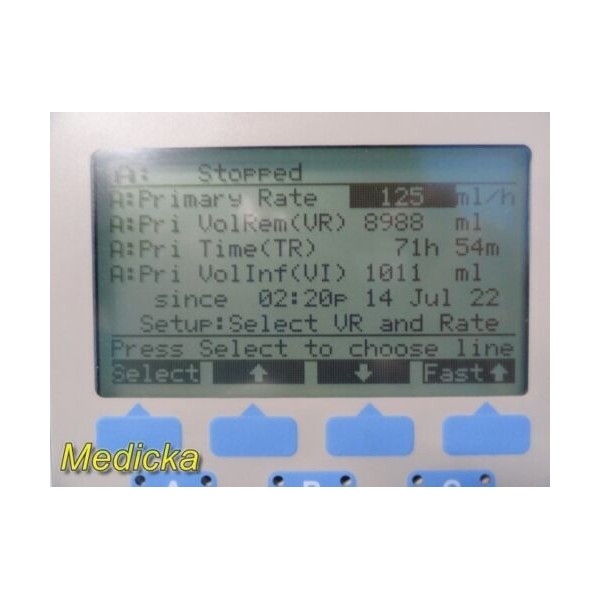 A: Stopped
A:Primary Rate 125 ml/h
A:Pri VolRem(VR) 8988 ml
A:Pri Time(TR) 71h 54m
A:Pri VolInf(VI) 1011 ml
since 02:20p 14 Jul 22
Setup:Select VR and Rate
Press Select to choose line
Select ↑ ↓ Fast↑
Medicka
A B C